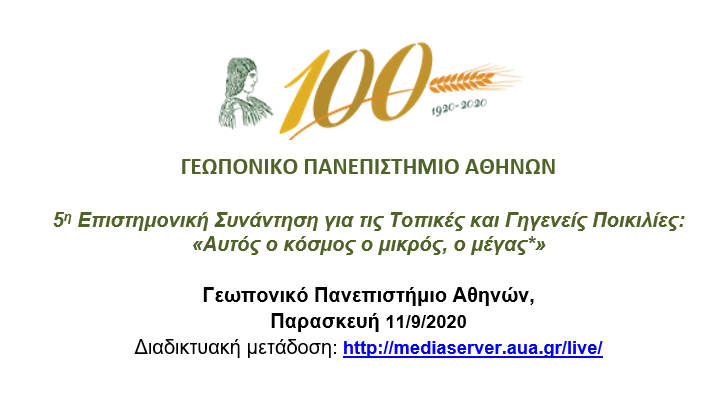 100
1920-2020
ΓΕΩΠΟΝΙΚΟ ΠΑΝΕΠΙΣΤΗΜΙΟ ΑΘΗΝΩΝ
5η Επιστημονική Συνάντηση για τις Τοπικές και Γηγενείς Ποικιλίες:
«Αυτός ο κόσμος ο μικρός, ο μέγας*»
Γεωπονικό Πανεπιστήμιο Αθηνών,
Παρασκευή 11/9/2020
Διαδικτυακή μετάδοση: http://mediaserver.aua.gr/live/